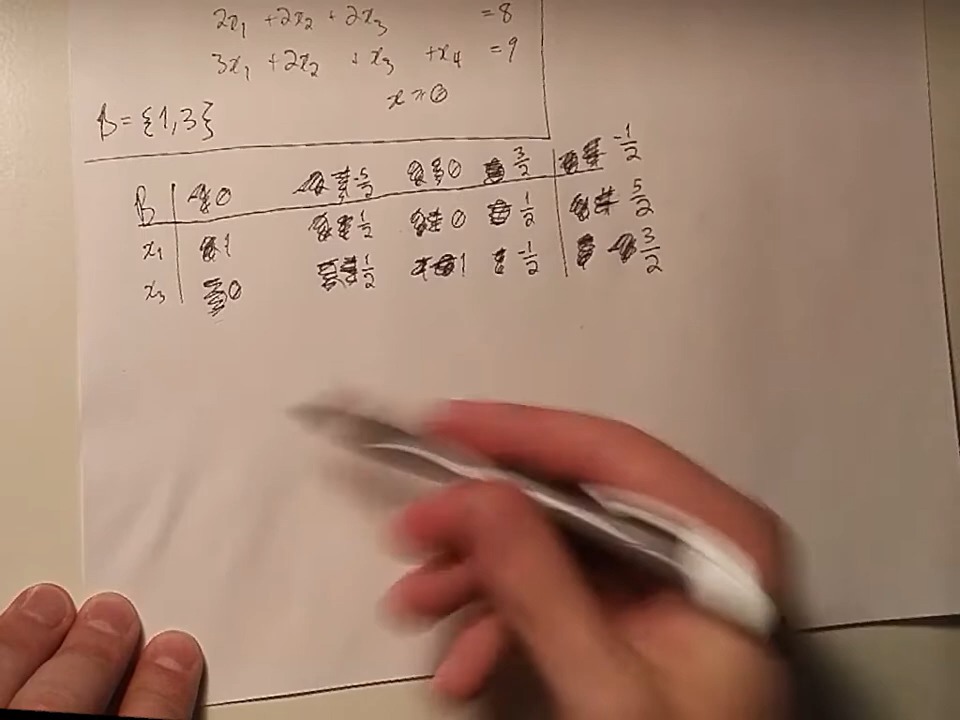 2x₁ + 2x₂ + 2x₃ = 8
3x₁ + 2x₂ + x₃ + x₄ = 9
x ≥ 0
B = {1,3}
B | 0 -5/2 0 3/2 | -1/2
x₁ | 1 1/2 0 1/2 | 5/2
x₃ | 0 1/2 1 -1/2 | 3/2